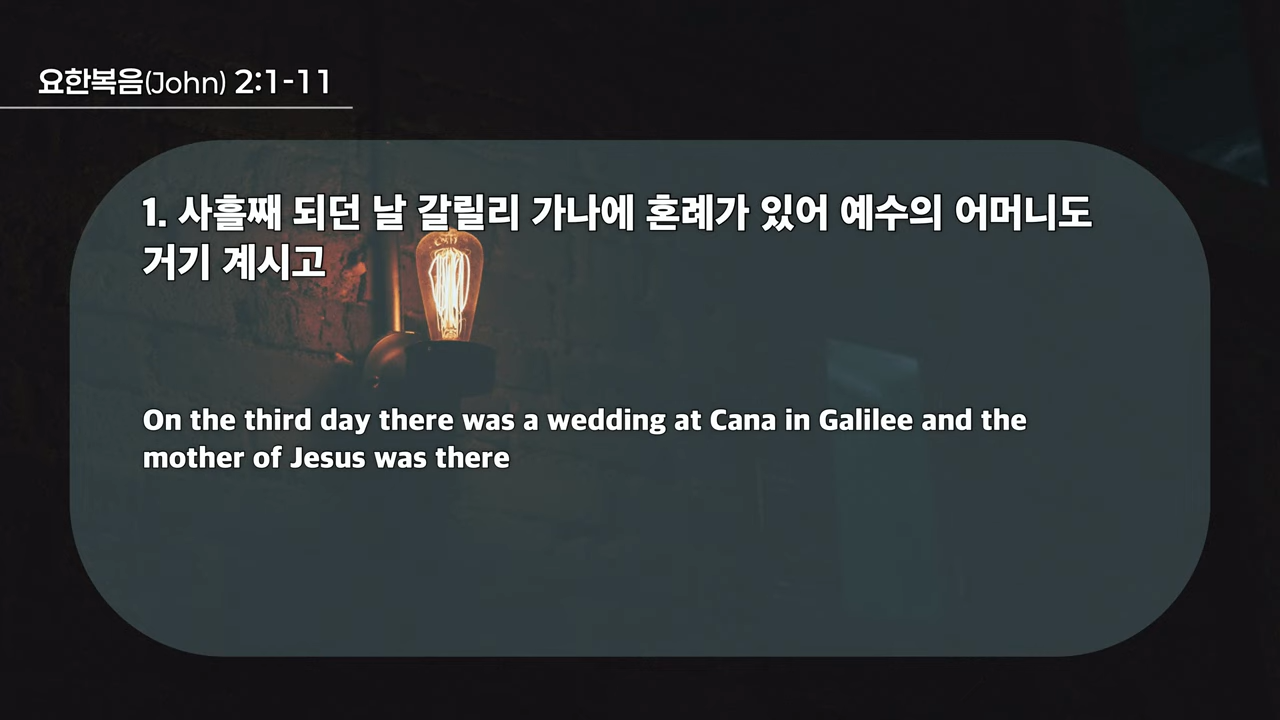 요한복음(John) 2:1-11
1. 사흘째 되던 날 갈릴리 가나에 혼례가 있어 예수의 어머니도
거기 계시고
On the third day there was a wedding at Cana in Galilee and the
mother of Jesus was there